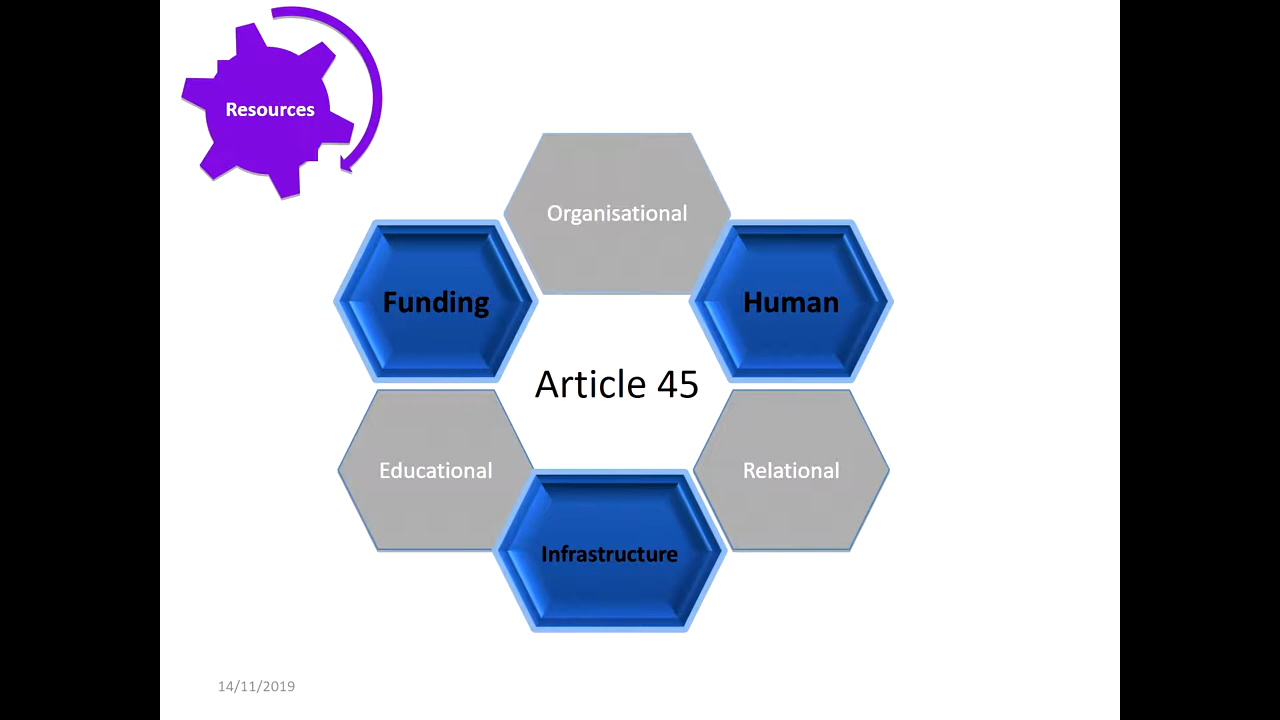 Resources
Organisational
Funding
Human
Article 45
Educational
Relational
Infrastructure
14/11/2019